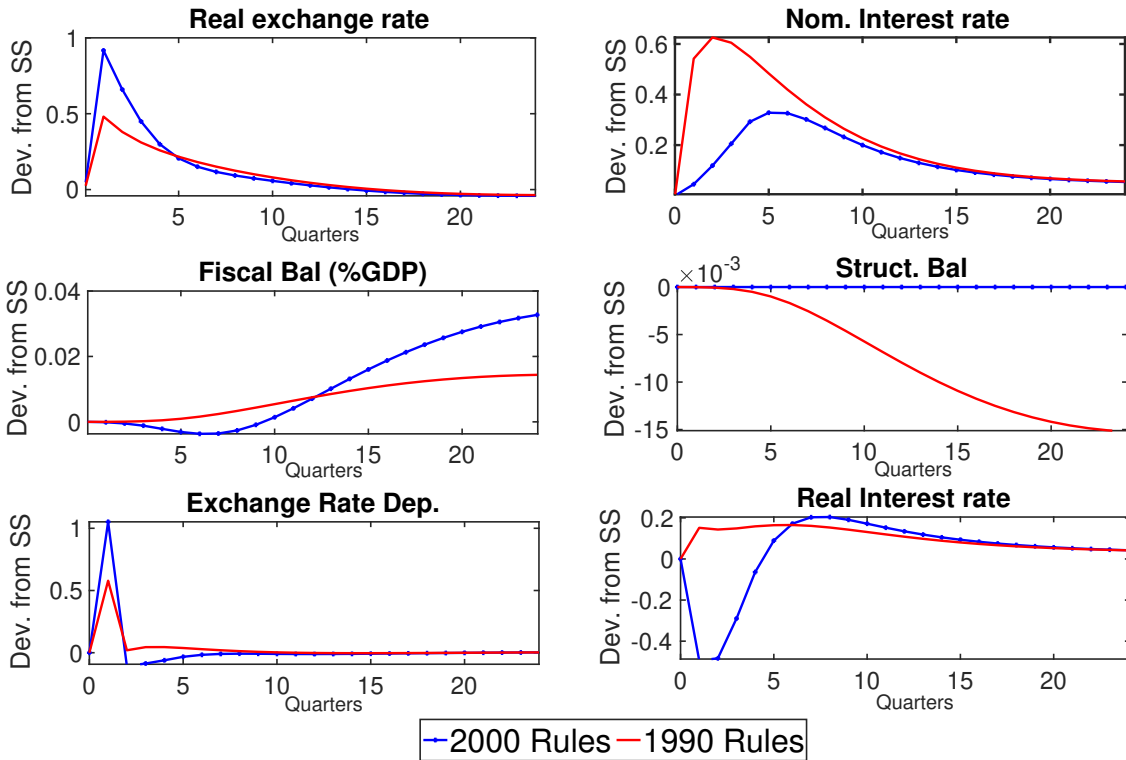 Real exchange rate
Dev. from SS
1
0.5
0
5
10
15
20
Quarters
Nom. Interest rate
Dev. from SS
0.6
0.4
0.2
0
5
10
15
20
Quarters
Fiscal Bal (%GDP)
Dev. from SS
0.04
0.02
0
5
10
15
20
Quarters
Struct. Bal
×10-3
Dev. from SS
0
-5
-10
-15
0
5
10
15
20
Quarters
Exchange Rate Dep.
Dev. from SS
1
0.5
0
0
5
10
15
20
Quarters
Real Interest rate
Dev. from SS
0.2
0
-0.2
-0.4
0
5
10
15
20
Quarters
2000 Rules
1990 Rules